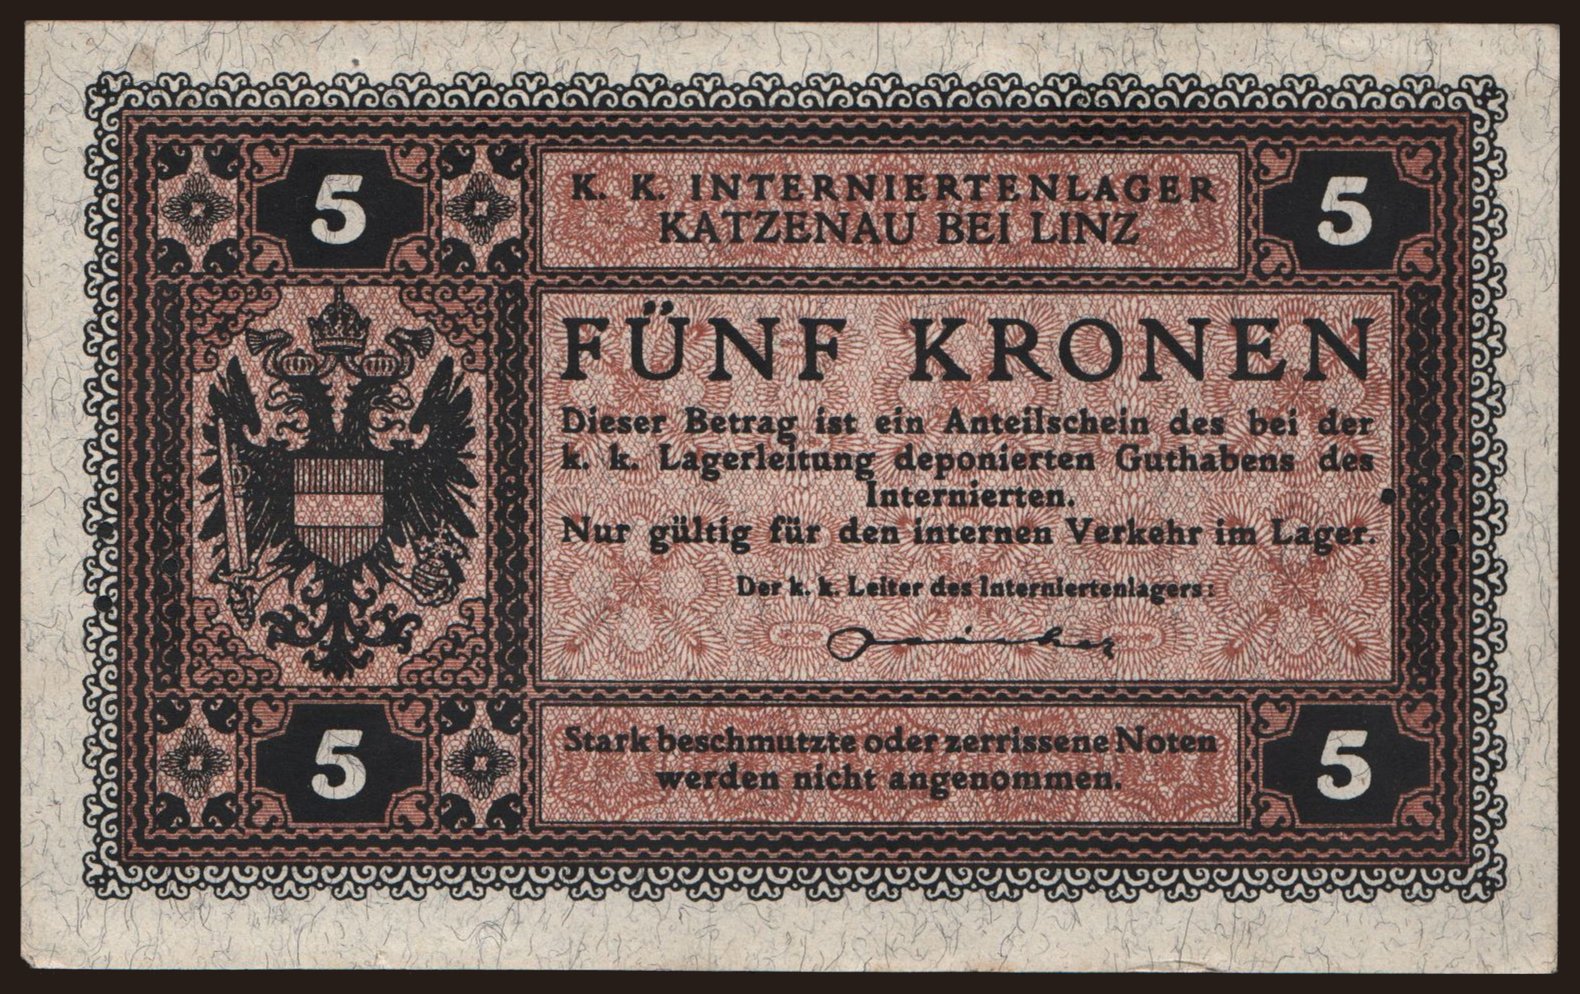 5
K. K. INTERNIERTENLAGER
KATZENAU BEI LINZ
5
FÜNF KRONEN
Dieser Betrag ist ein Anteilschein des bei der
k. k. Lagerleitung deponierten Guthabens des
Internierten.
Nur gültig für den internen Verkehr im Lager.
Der k. k. Leiter des Interniertenlagers:
5
Stark beschmutzte oder zerrissene Noten
werden nicht angenommen.
5